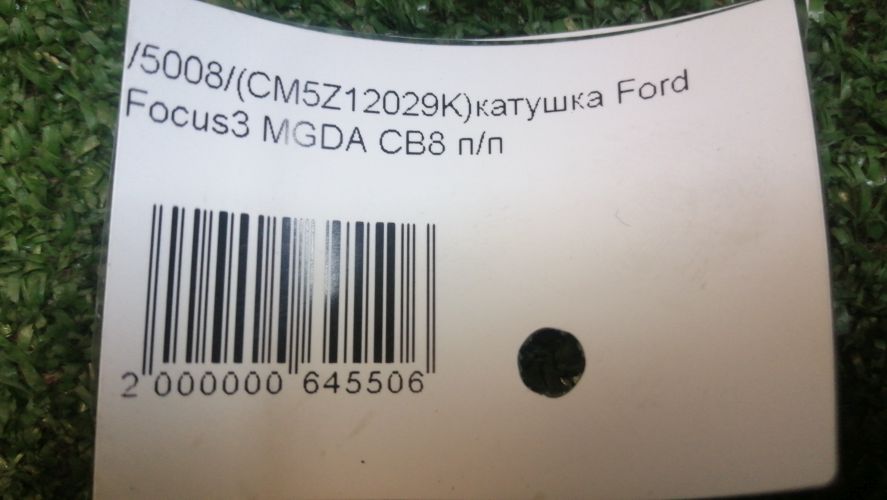 /5008/(CM5Z12029K)катушка Ford
Focus3 MGDA CB8 п/п
2 000000 645506